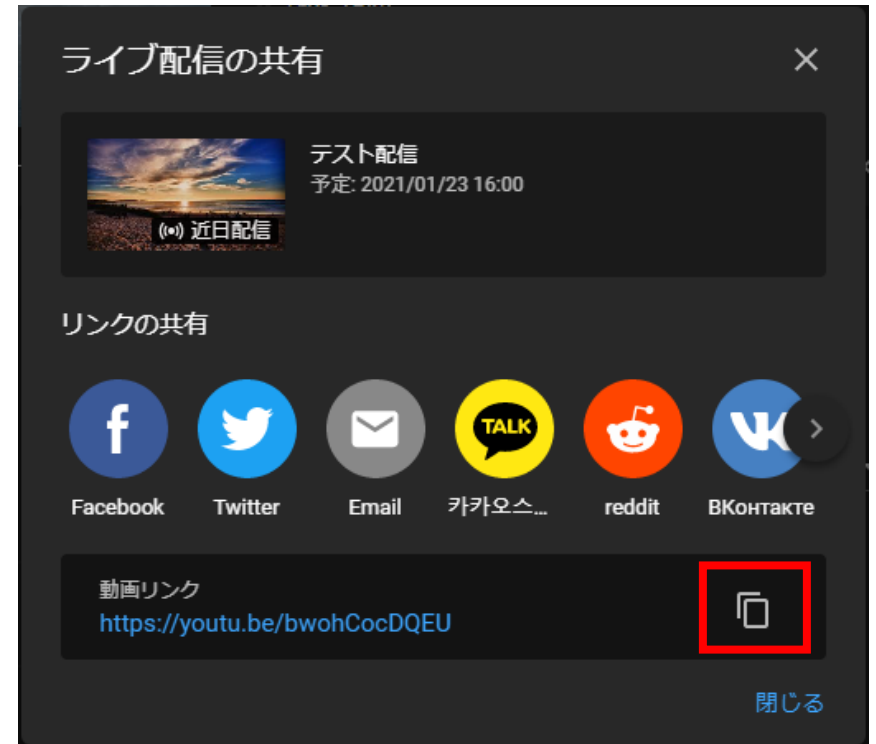 ライブ配信の共有
テスト配信
予定: 2021/01/23 16:00
近日配信
リンクの共有
TALK
Facebook Twitter Email 카카오스... reddit ВКонтакте
動画リンク
https://youtu.be/bwohCocDQEU
閉じる